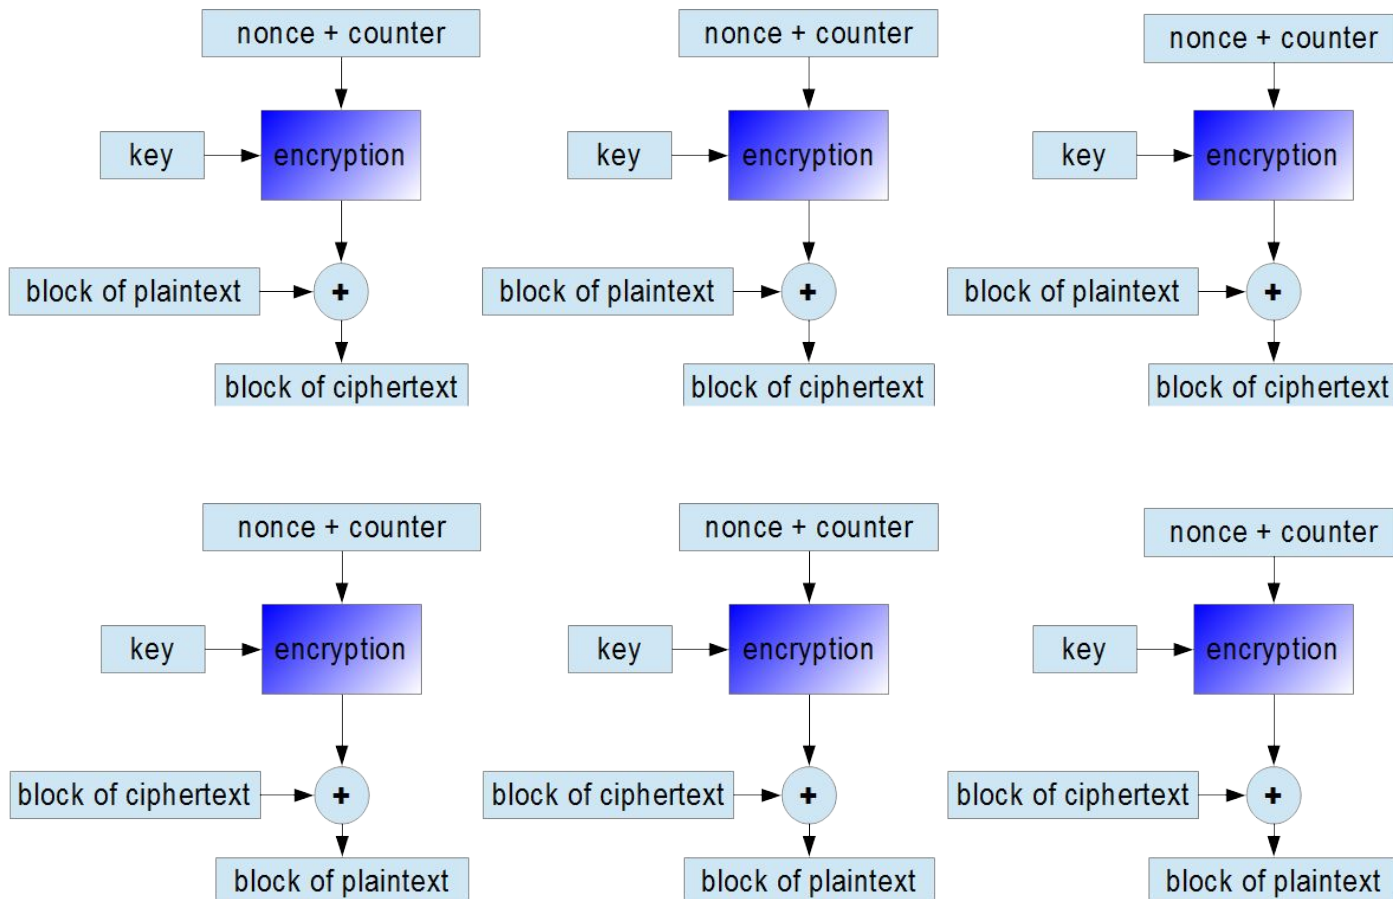 nonce + counter
nonce + counter
nonce + counter
key
encryption
key
encryption
key
encryption
block of plaintext
+
block of plaintext
+
block of plaintext
+
block of ciphertext
block of ciphertext
block of ciphertext
nonce + counter
nonce + counter
nonce + counter
key
encryption
key
encryption
key
encryption
block of ciphertext
+
block of ciphertext
+
block of ciphertext
+
block of plaintext
block of plaintext
block of plaintext